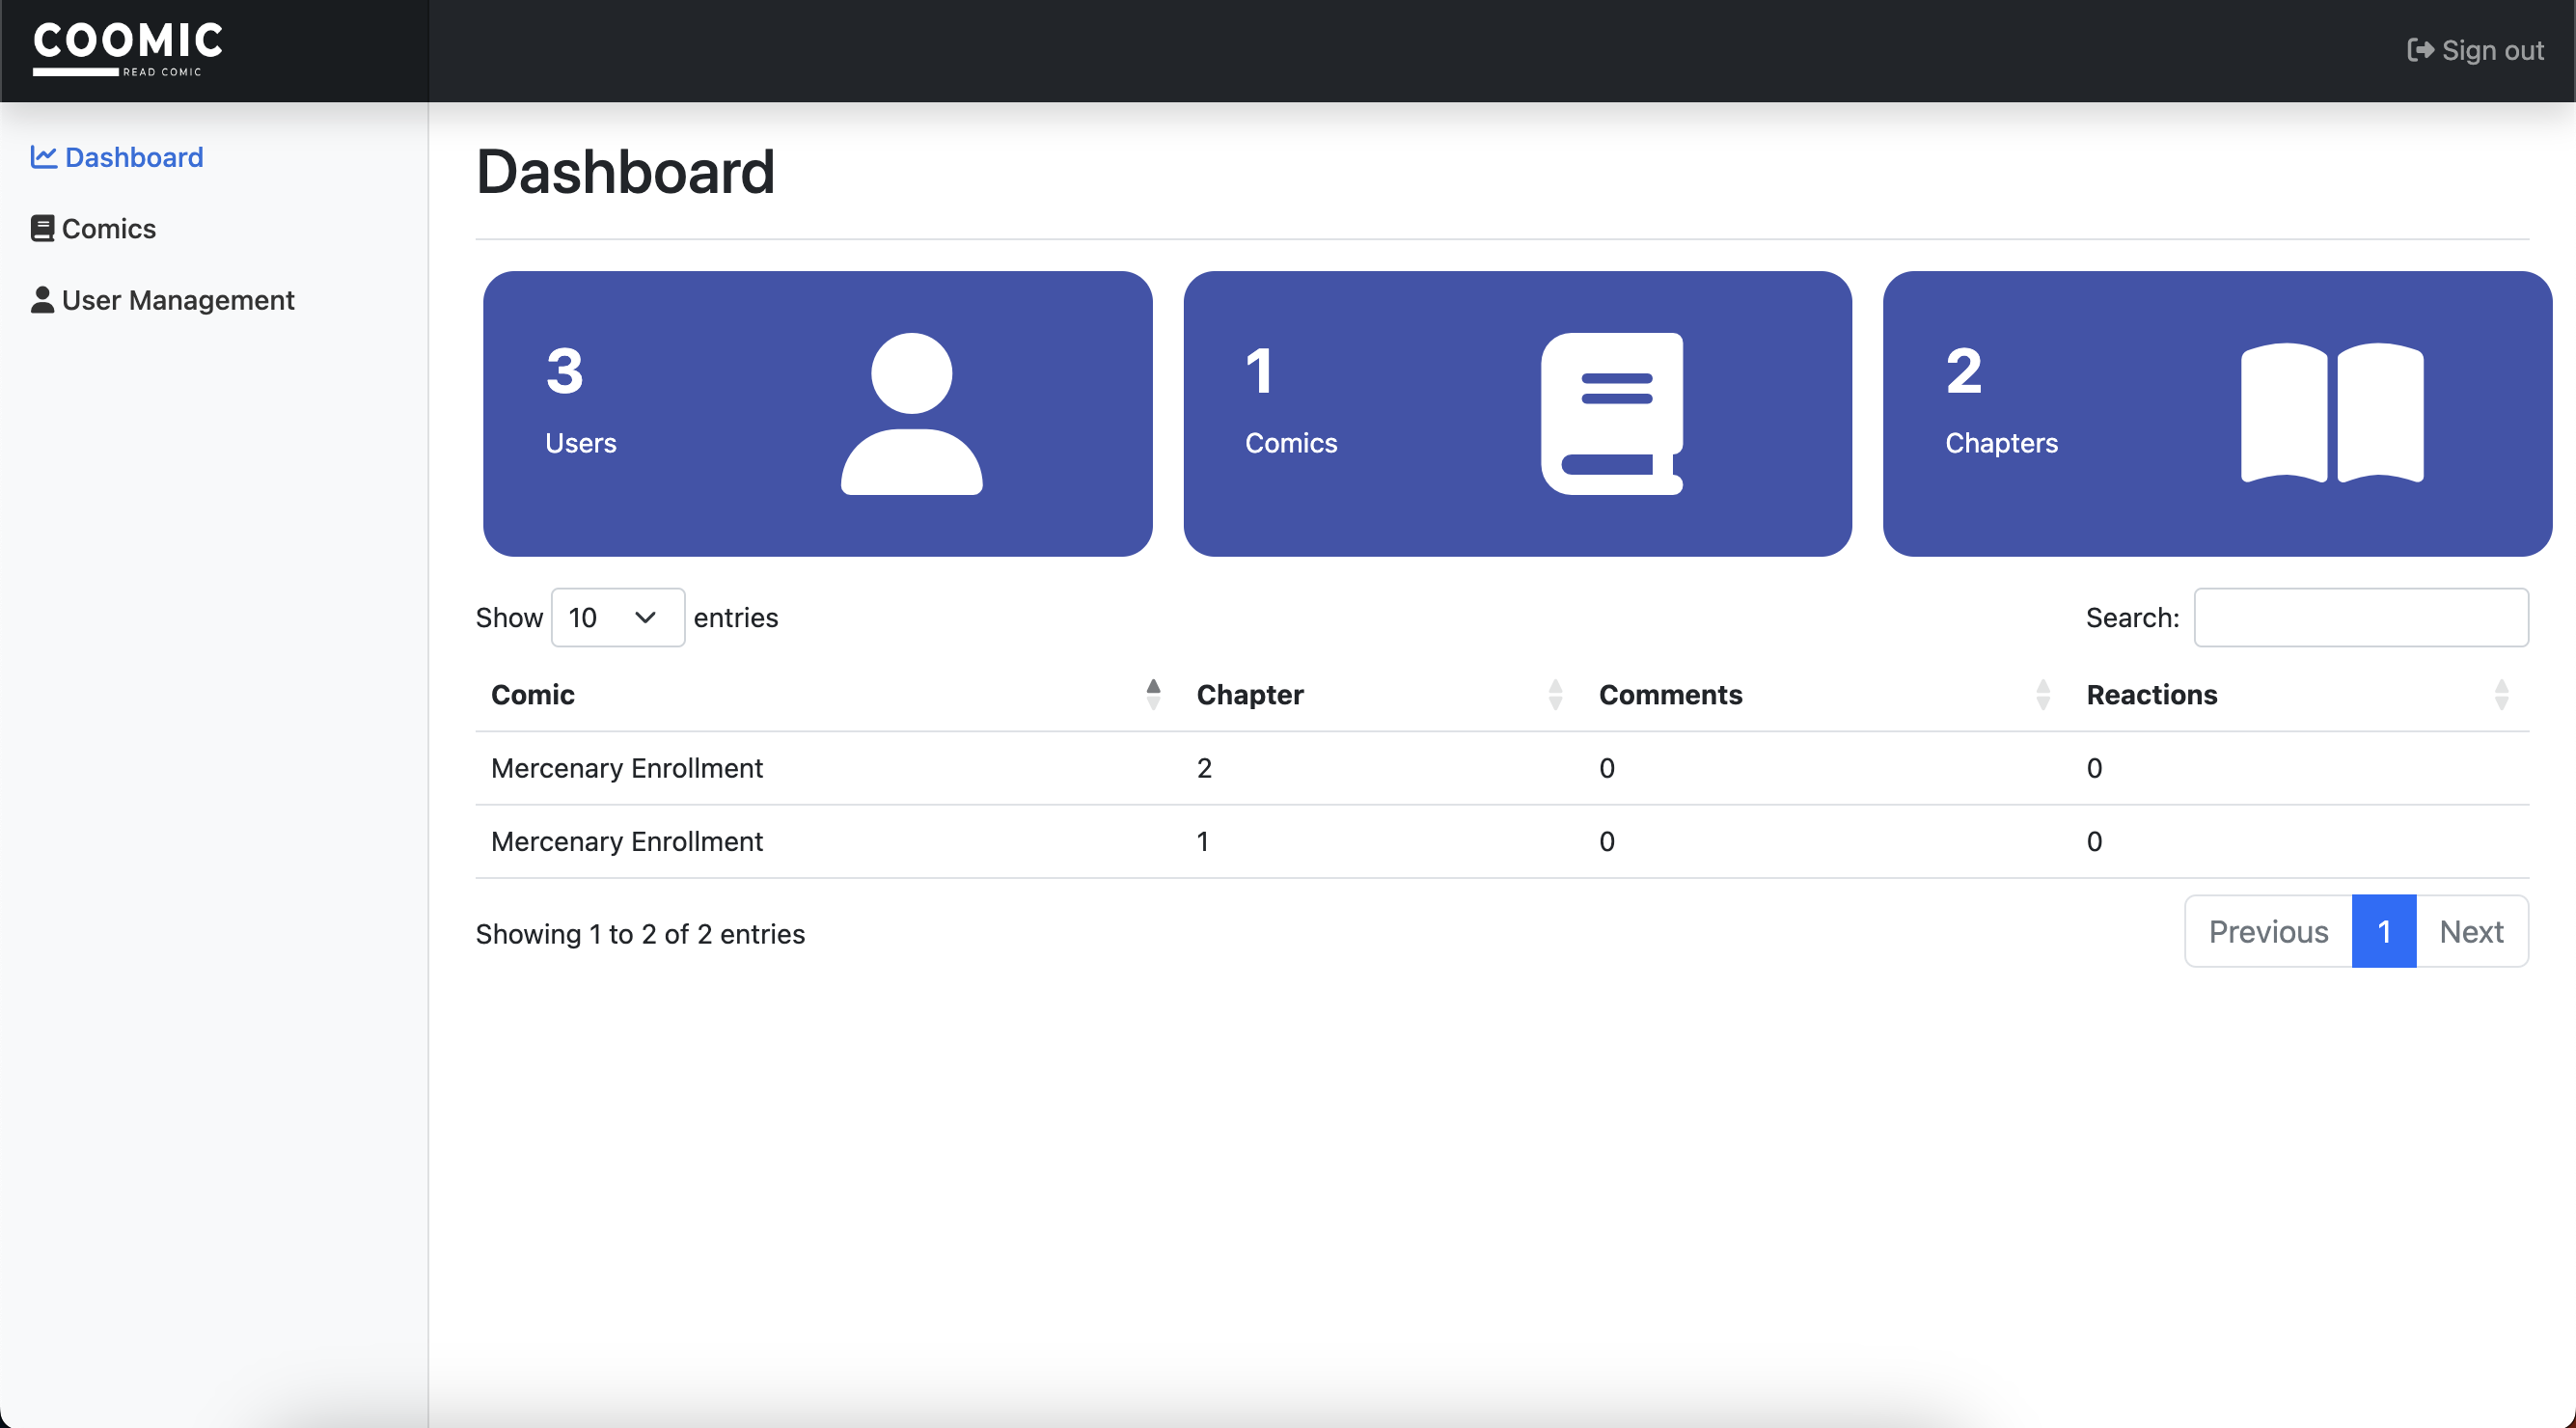 COOMIC
READ COMIC
Sign out
Dashboard
Comics
User Management
Dashboard
3
Users
1
Comics
2
Chapters
Show 10 entries
Search:
Comic Chapter Comments Reactions
Mercenary Enrollment 2 0 0
Mercenary Enrollment 1 0 0
Showing 1 to 2 of 2 entries
Previous 1 Next